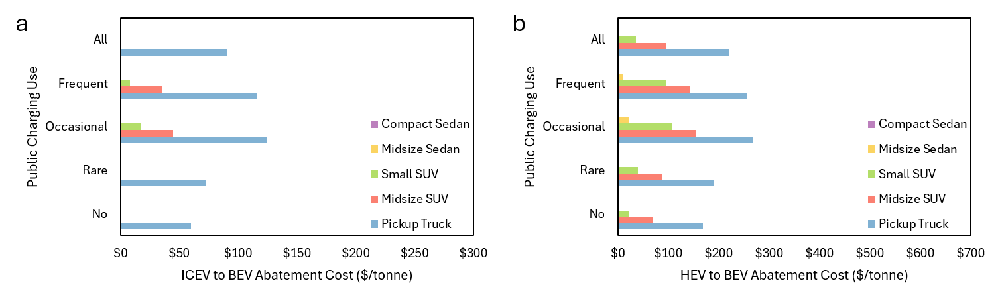 a
Public Charging Use
All
Frequent
Occasional
Rare
No
Compact Sedan
Midsize Sedan
Small SUV
Midsize SUV
Pickup Truck
$0 $50 $100 $150 $200 $250 $300
ICEV to BEV Abatement Cost ($/tonne)
b
Public Charging Use
All
Frequent
Occasional
Rare
No
Compact Sedan
Midsize Sedan
Small SUV
Midsize SUV
Pickup Truck
$0 $100 $200 $300 $400 $500 $600 $700
HEV to BEV Abatement Cost ($/tonne)